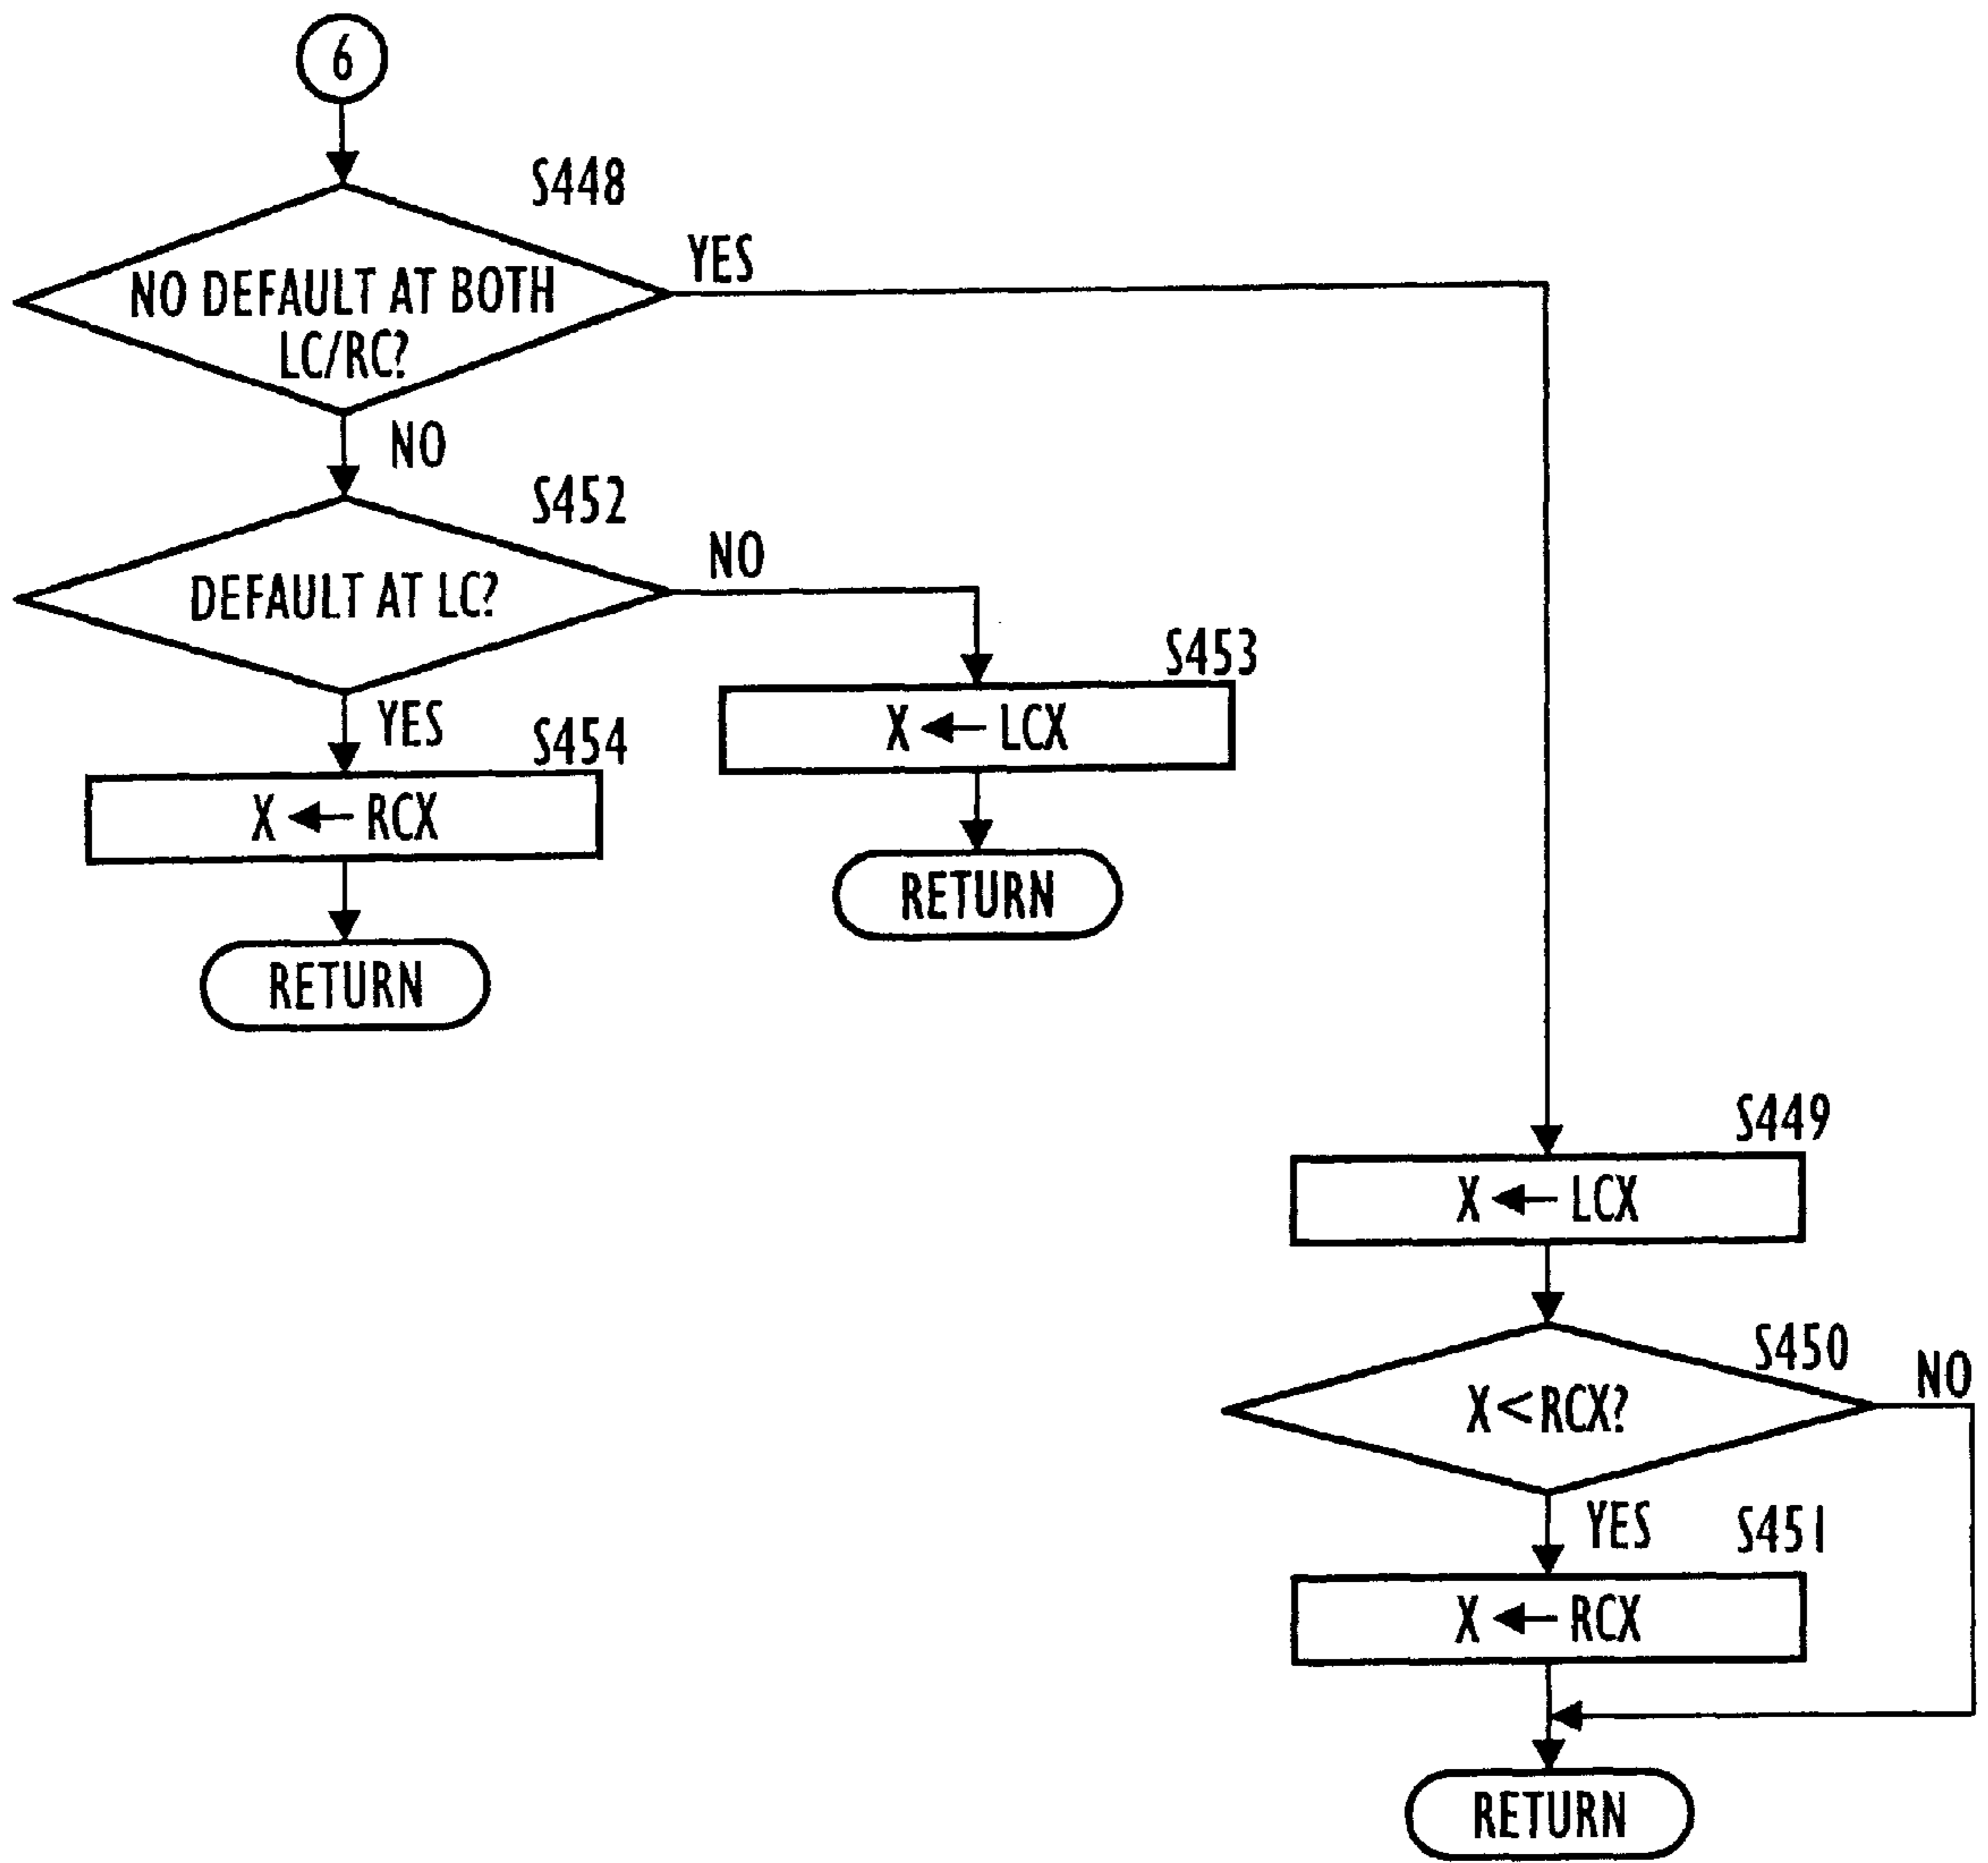 6
S448
YES
NO DEFAULT AT BOTH
LC/RC?
NO
S452
NO
DEFAULT AT LC?
S453
X ← LCX
YES
S454
X ← RCX
RETURN
RETURN
S449
X ← LCX
S450
NO
X<RCX?
YES
S451
X ← RCX
RETURN